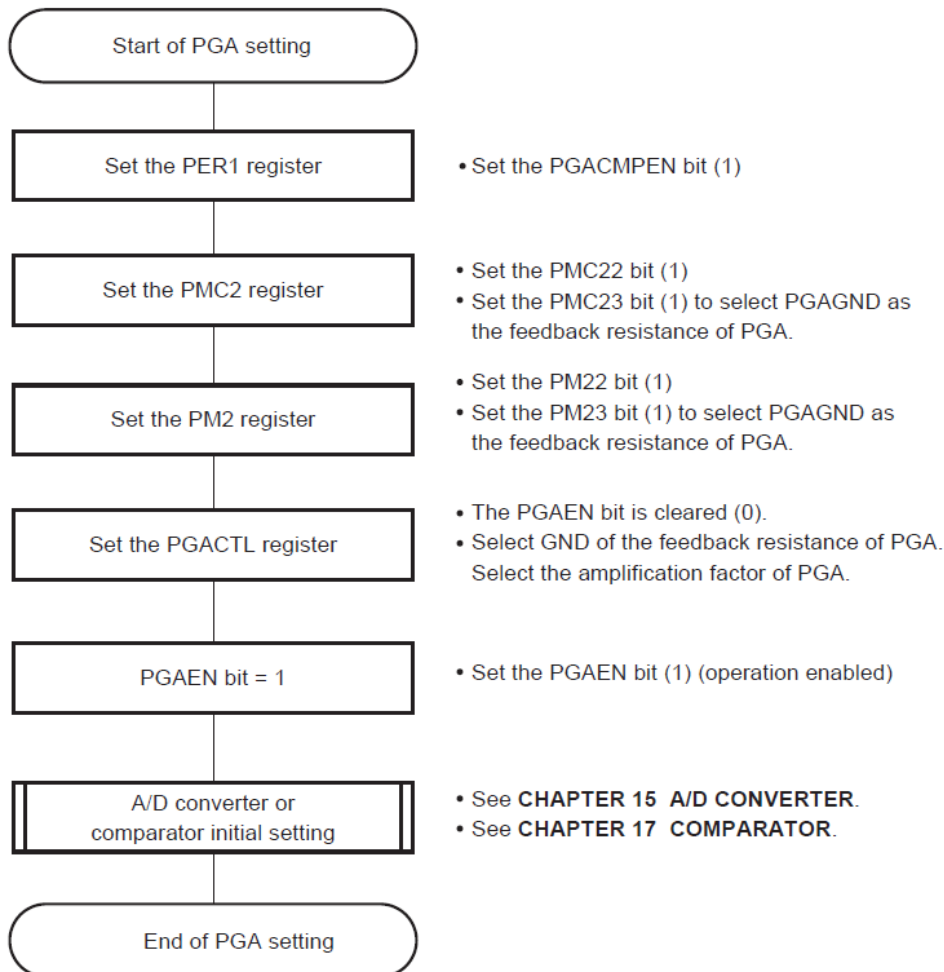 Start of PGA setting
Set the PER1 register
• Set the PGACMPEN bit (1)
Set the PMC2 register
• Set the PMC22 bit (1)
• Set the PMC23 bit (1) to select PGAGND as
the feedback resistance of PGA.
Set the PM2 register
• Set the PM22 bit (1)
• Set the PM23 bit (1) to select PGAGND as
the feedback resistance of PGA.
Set the PGACTL register
• The PGAEN bit is cleared (0).
• Select GND of the feedback resistance of PGA.
Select the amplification factor of PGA.
PGAEN bit = 1
• Set the PGAEN bit (1) (operation enabled)
A/D converter or
comparator initial setting
• See CHAPTER 15 A/D CONVERTER.
• See CHAPTER 17 COMPARATOR.
End of PGA setting